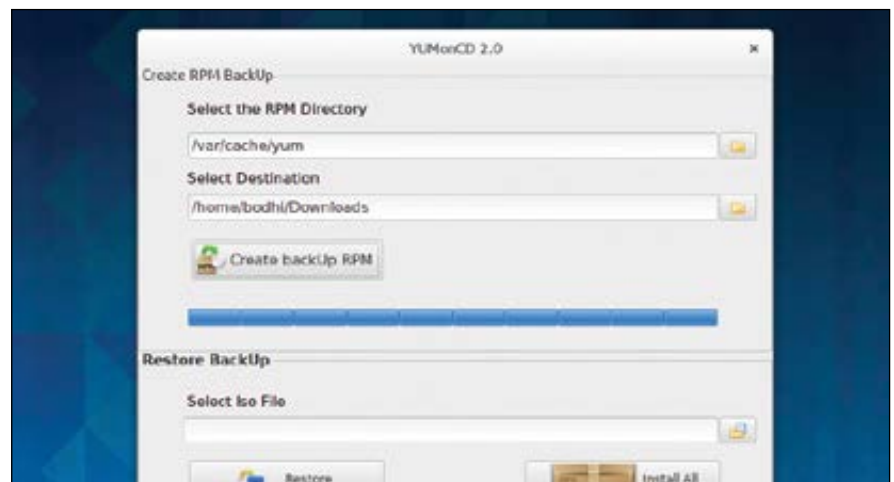 YUMonCD 2.0
Create RPM BackUp
Select the RPM Directory
/var/cache/yum
Select Destination
/home/bodhi/Downloads
Create backUp RPM
Restore BackUp
Select Iso File
Restore
Install All